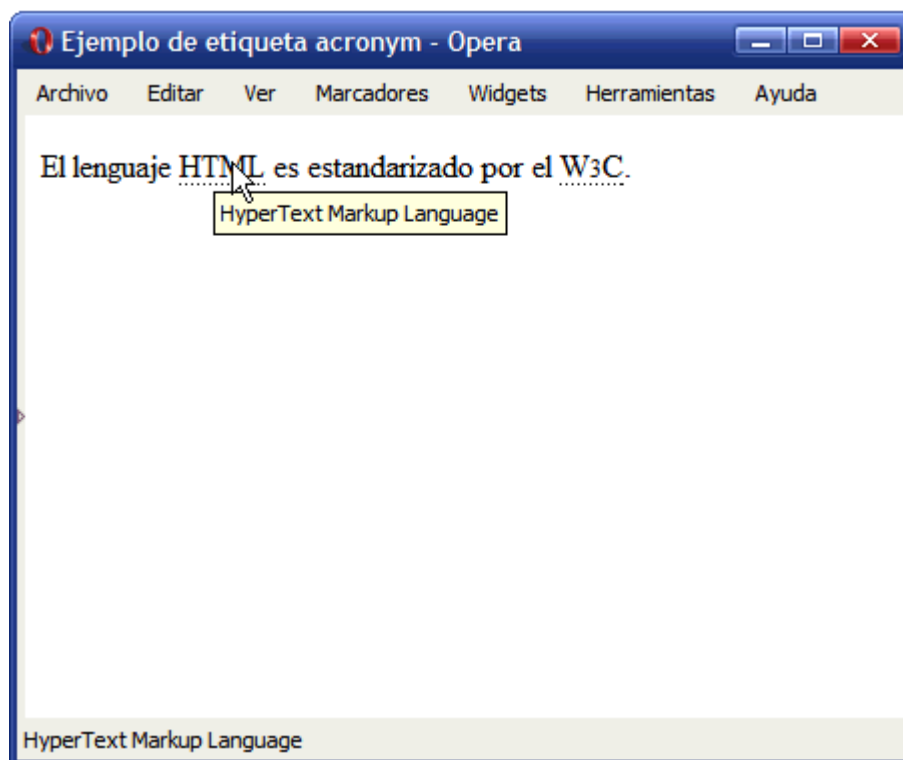 Ejemplo de etiqueta acronym - Opera
Archivo Editar Ver Marcadores Widgets Herramientas Ayuda
El lenguaje HTML es estandarizado por el W3C.
HyperText Markup Language
HyperText Markup Language